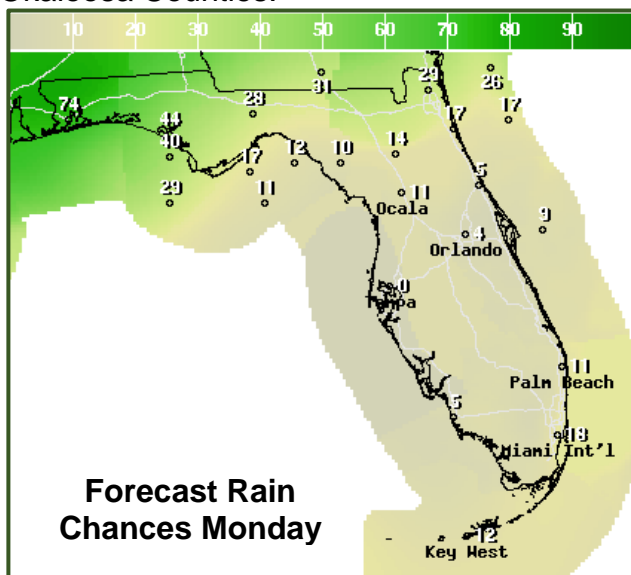 Okaloosa Counties.
10 20 30 40 50 60 70 80 90
31 29 26
74 28 17
44 17
40 17 12 10 14
29 11 11 5
Ocala
4 9
Orlando
0
Tampa
11
Palm Beach
5
18
Miami Int'l
Forecast Rain
Chances Monday
12
Key West